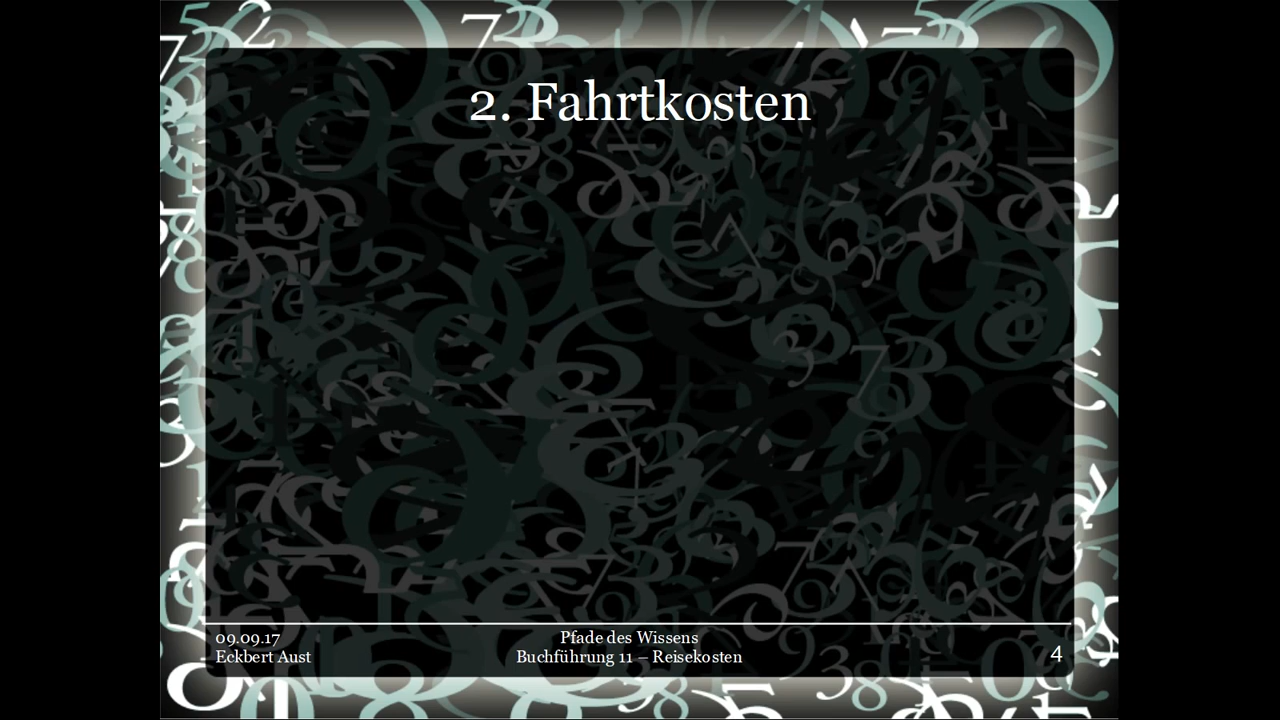 2. Fahrtkosten
09.09.17
Eckbert Aust
Pfade des Wissens
Buchführung 11 – Reisekosten
4